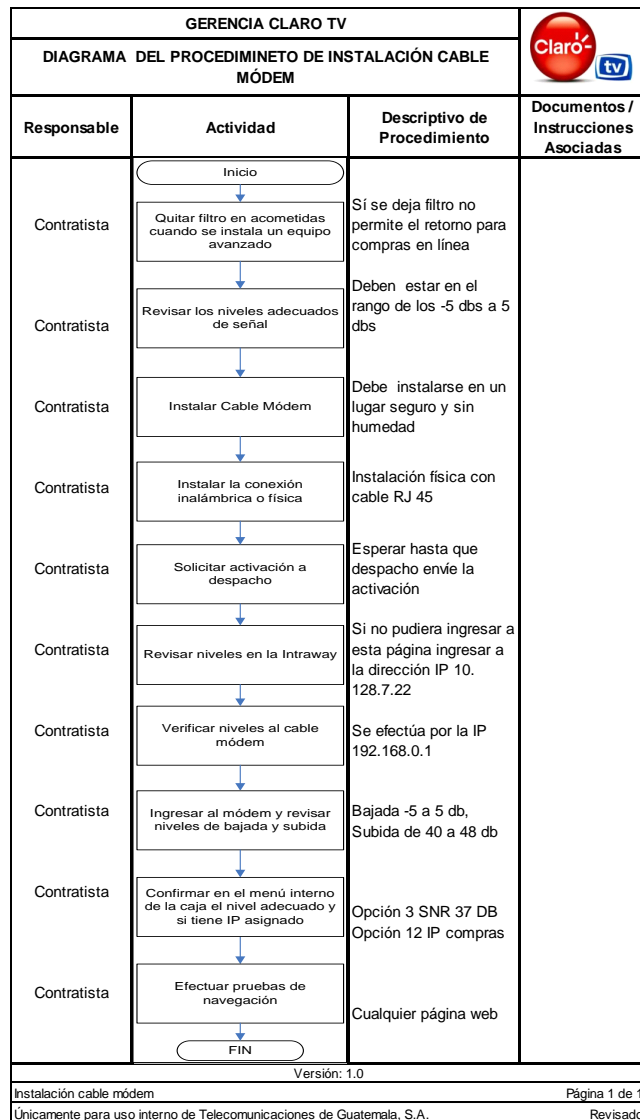 GERENCIA CLARO TV
DIAGRAMA DEL PROCEDIMINETO DE INSTALACIÓN CABLE
MÓDEM
Claro
tv
Responsable
Actividad
Descriptivo de
Procedimiento
Documentos /
Instrucciones
Asociadas
Inicio
Contratista
Quitar filtro en acometidas
cuando se instala un equipo
avanzado
Sí se deja filtro no
permite el retorno para
compras en línea
Contratista
Revisar los niveles adecuados
de señal
Deben estar en el
rango de los -5 dbs a 5
dbs
Contratista
Instalar Cable Módem
Debe instalarse en un
lugar seguro y sin
humedad
Contratista
Instalar la conexión
inalámbrica o física
Instalación física con
cable RJ 45
Contratista
Solicitar activación a
despacho
Esperar hasta que
despacho envíe la
activación
Contratista
Revisar niveles en la Intraway
Si no pudiera ingresar a
esta página ingresar a
la dirección IP 10.
128.7.22
Contratista
Verificar niveles al cable
módem
Se efectúa por la IP
192.168.0.1
Contratista
Ingresar al módem y revisar
niveles de bajada y subida
Bajada -5 a 5 db,
Subida de 40 a 48 db
Contratista
Confirmar en el menú interno
de la caja el nivel adecuado y
si tiene IP asignado
Opción 3 SNR 37 DB
Opción 12 IP compras
Contratista
Efectuar pruebas de
navegación
Cualquier página web
FIN
Versión: 1.0
Instalación cable módem
Página 1 de 1
Únicamente para uso interno de Telecomunicaciones de Guatemala, S.A.
Revisado